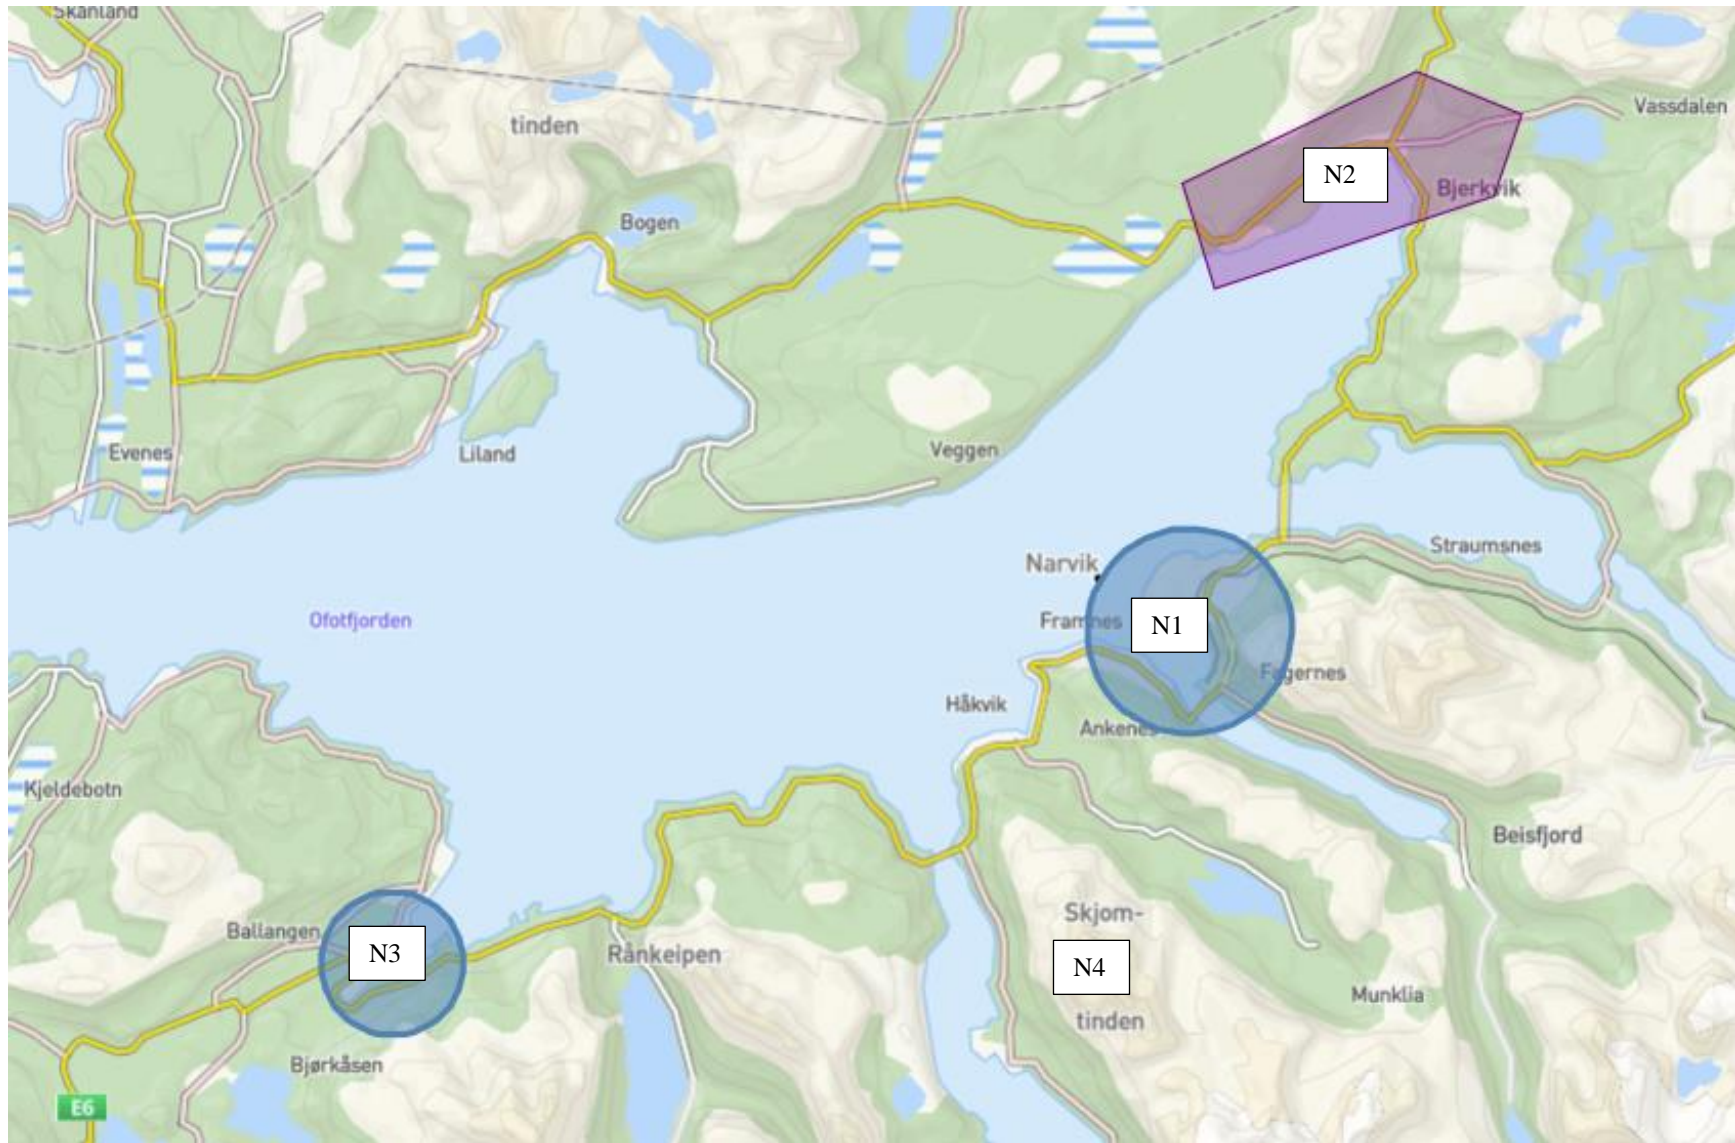 Skånland
Vassdalen
tinden
N2
Bjerkvik
Bogen
Evenes
Liland
Veggen
Straumsnes
Narvik
Ofotfjorden
Framnes
N1
Fagernes
Håkvik
Ankenes
Kjeldebotn
Beisfjord
Skjom-
Ballangen
N3
Rånkeipen
N4
Munklia
tinden
Bjørkåsen
E6